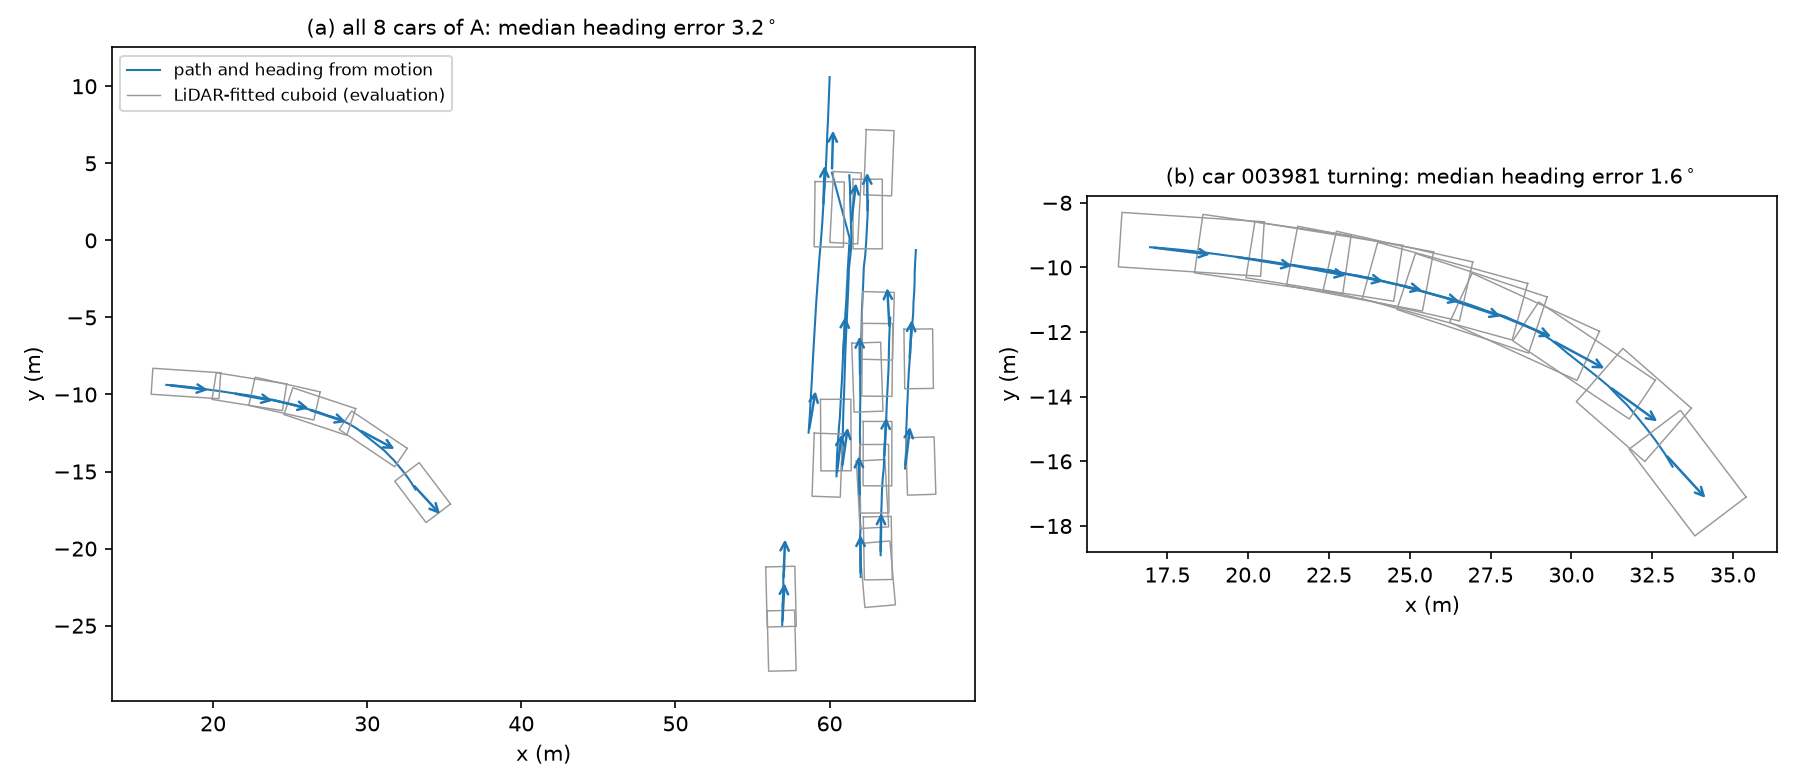 (a) all 8 cars of A: median heading error 3.2°
path and heading from motion
LiDAR-fitted cuboid (evaluation)
10
5
0
−5
−10
−15
−20
−25
y (m)
20 30 40 50 60
x (m)
(b) car 003981 turning: median heading error 1.6°
−8
−10
−12
−14
−16
−18
y (m)
17.5 20.0 22.5 25.0 27.5 30.0 32.5 35.0
x (m)